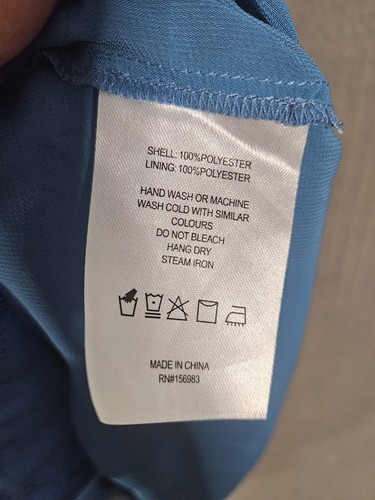 SHELL: 100%POLYESTER
LINING: 100%POLYESTER
HAND WASH OR MACHINE
WASH COLD WITH SIMILAR
COLOURS
DO NOT BLEACH
HANG DRY
STEAM IRON
MADE IN CHINA
RN#156983